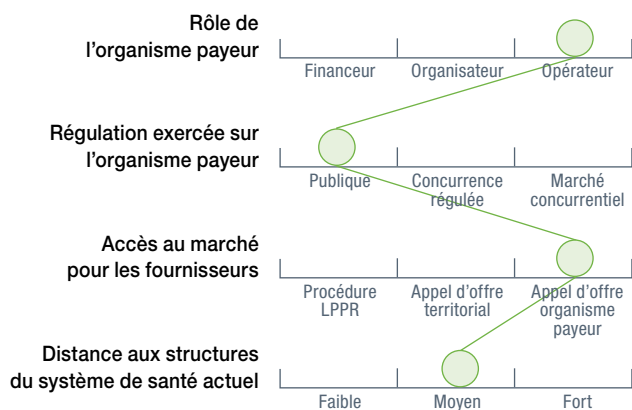 Rôle de
l’organisme payeur
Financeur Organisateur Opérateur
Régulation exercée sur
l’organisme payeur
Publique Concurrence régulée Marché concurrentiel
Accès au marché
pour les fournisseurs
Procédure LPPR Appel d’offre territorial Appel d’offre organisme payeur
Distance aux structures
du système de santé actuel
Faible Moyen Fort